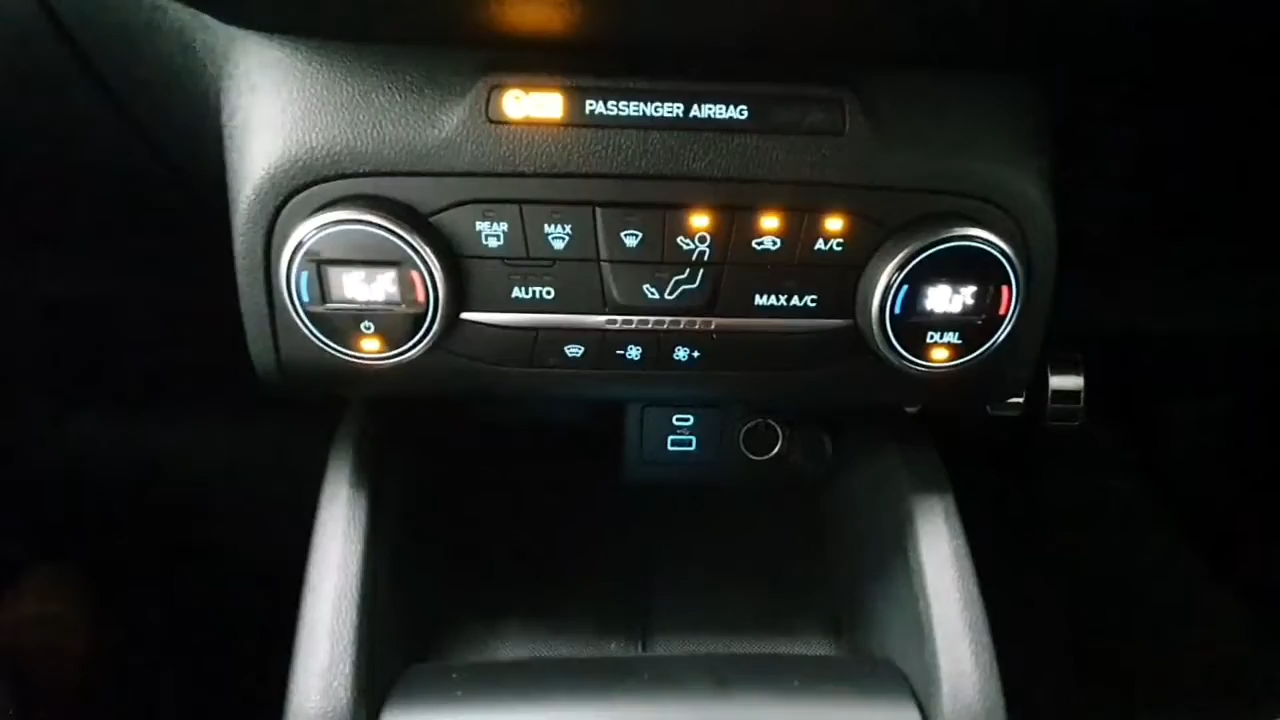 PASSENGER AIRBAG
REAR
MAX
A/C
AUTO
MAX A/C
DUAL